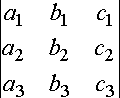 a₁ b₁ c₁
a₂ b₂ c₂
a₃ b₃ c₃